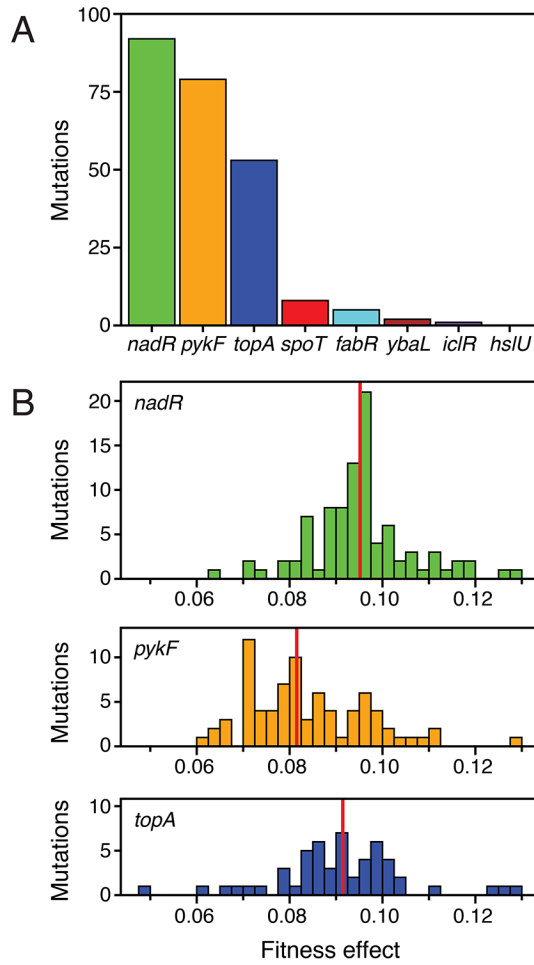 A
Mutations
100
75
50
25
0
nadR pykF topA spoT fabR ybaL iclR hslU
B
nadR
Mutations
20
15
10
5
0
0.06 0.08 0.10 0.12
pykF
Mutations
10
5
0
0.06 0.08 0.10 0.12
topA
Mutations
10
5
0
0.06 0.08 0.10 0.12
Fitness effect